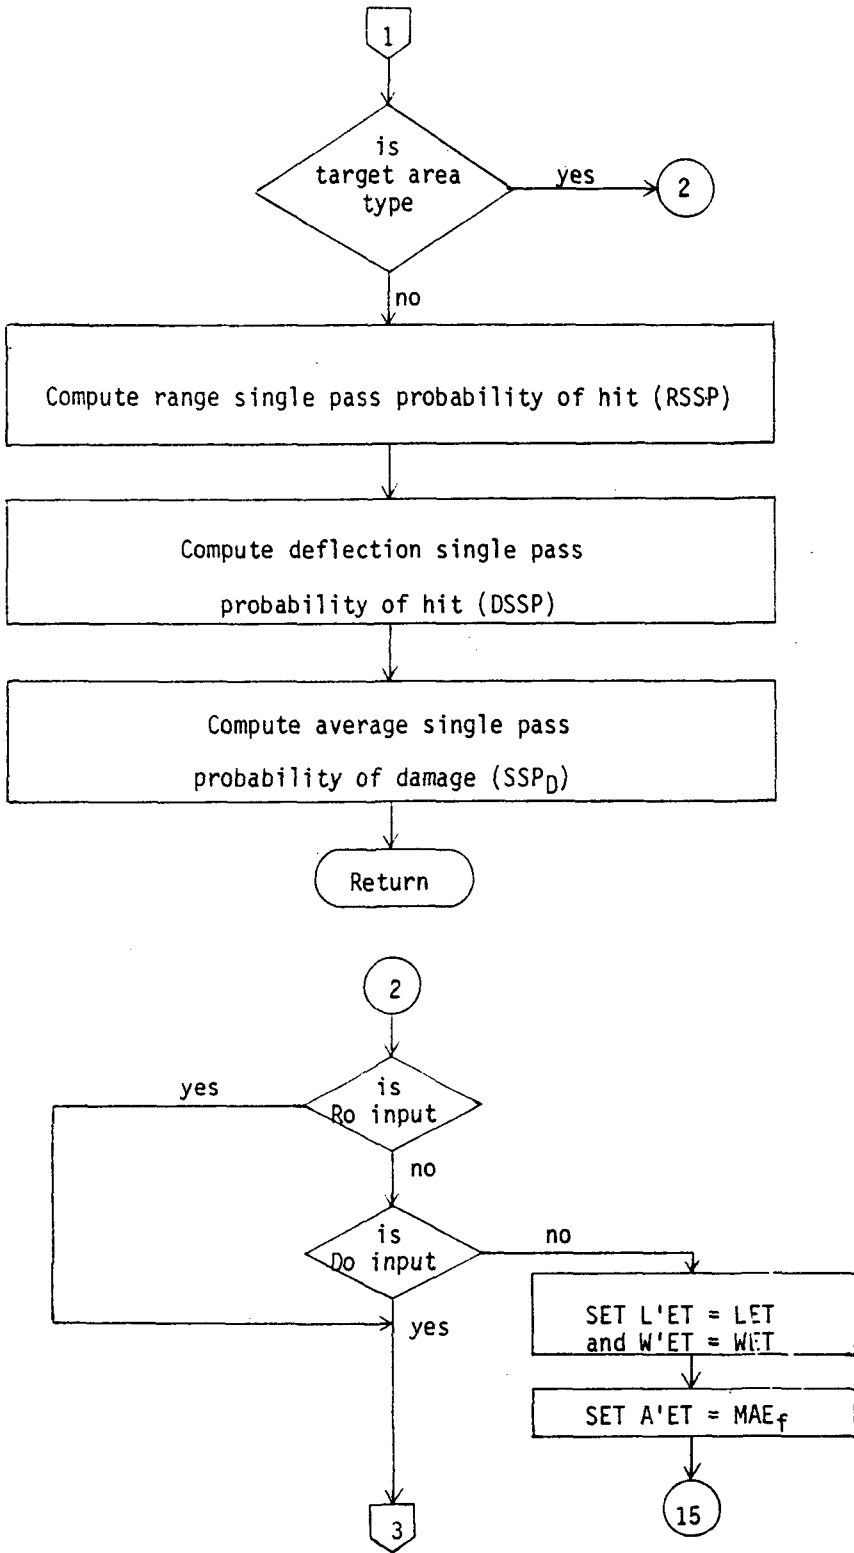 1
is
target area
type
yes
2
no
Compute range single pass probability of hit (RSSP)
Compute deflection single pass
probability of hit (DSSP)
Compute average single pass
probability of damage (SSPD)
Return
2
yes
is
Ro input
no
is
Do input
no
yes
SET L'ET = LET
and W'ET = WET
SET A'ET = MAEf
3
15